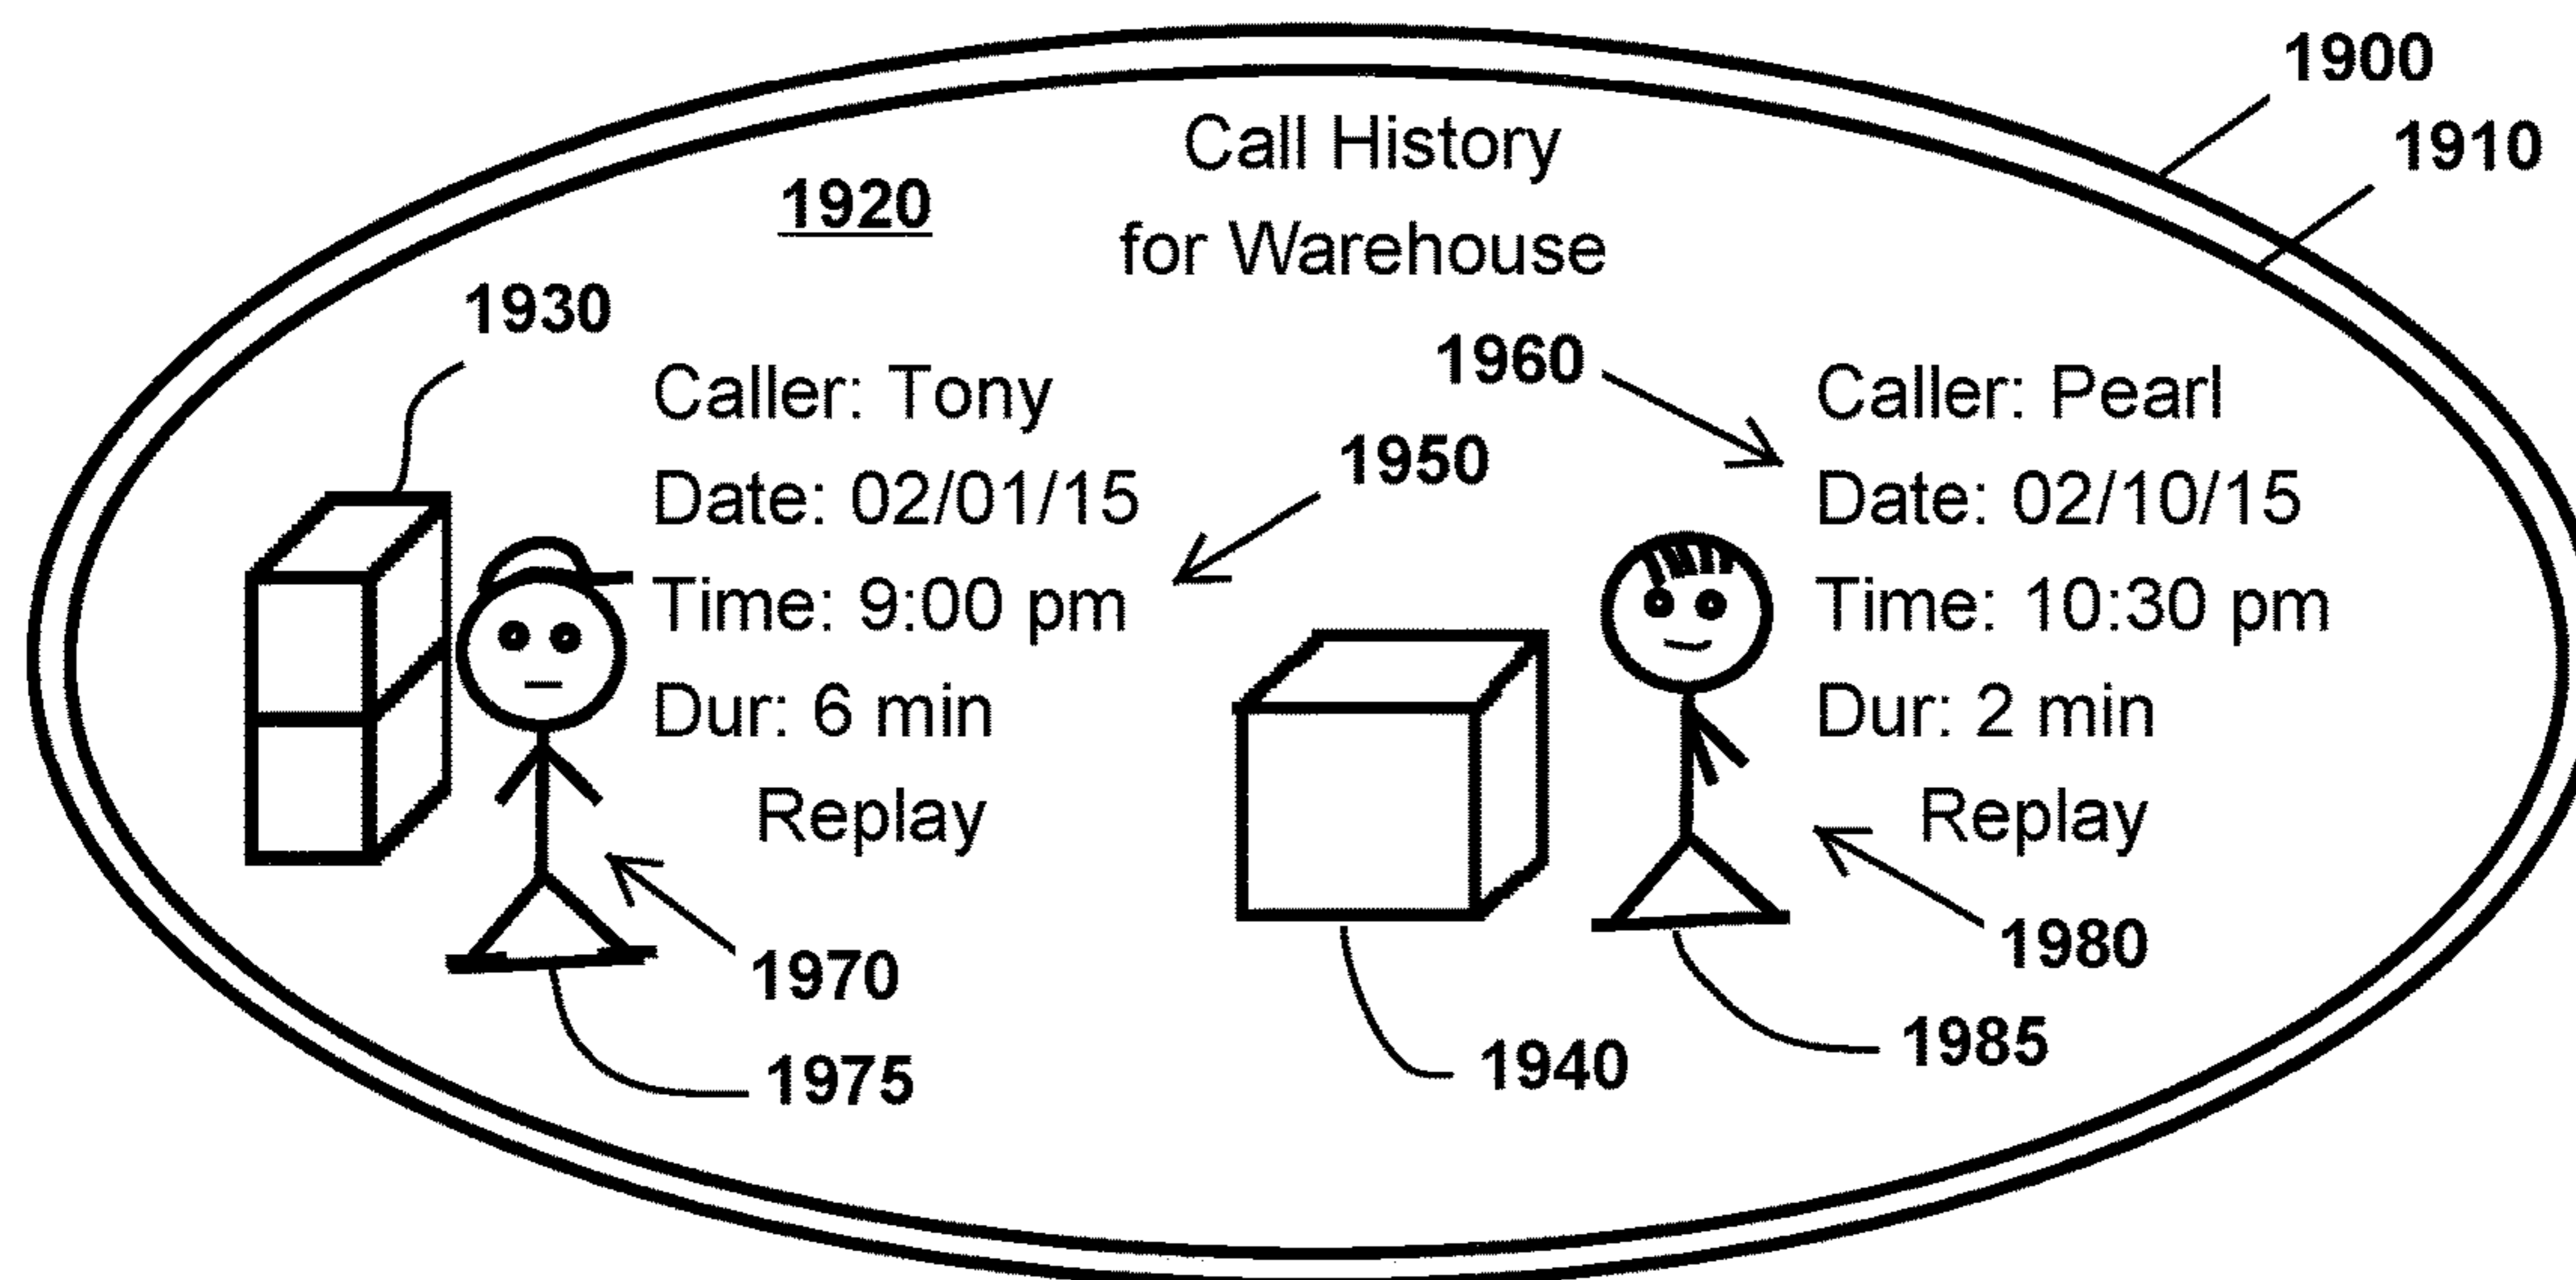 1900
1910
Call History
for Warehouse
1920
1930
1960
1950
Caller: Tony
Date: 02/01/15
Time: 9:00 pm
Dur: 6 min
Replay
Caller: Pearl
Date: 02/10/15
Time: 10:30 pm
Dur: 2 min
Replay
1970
1975
1940
1980
1985